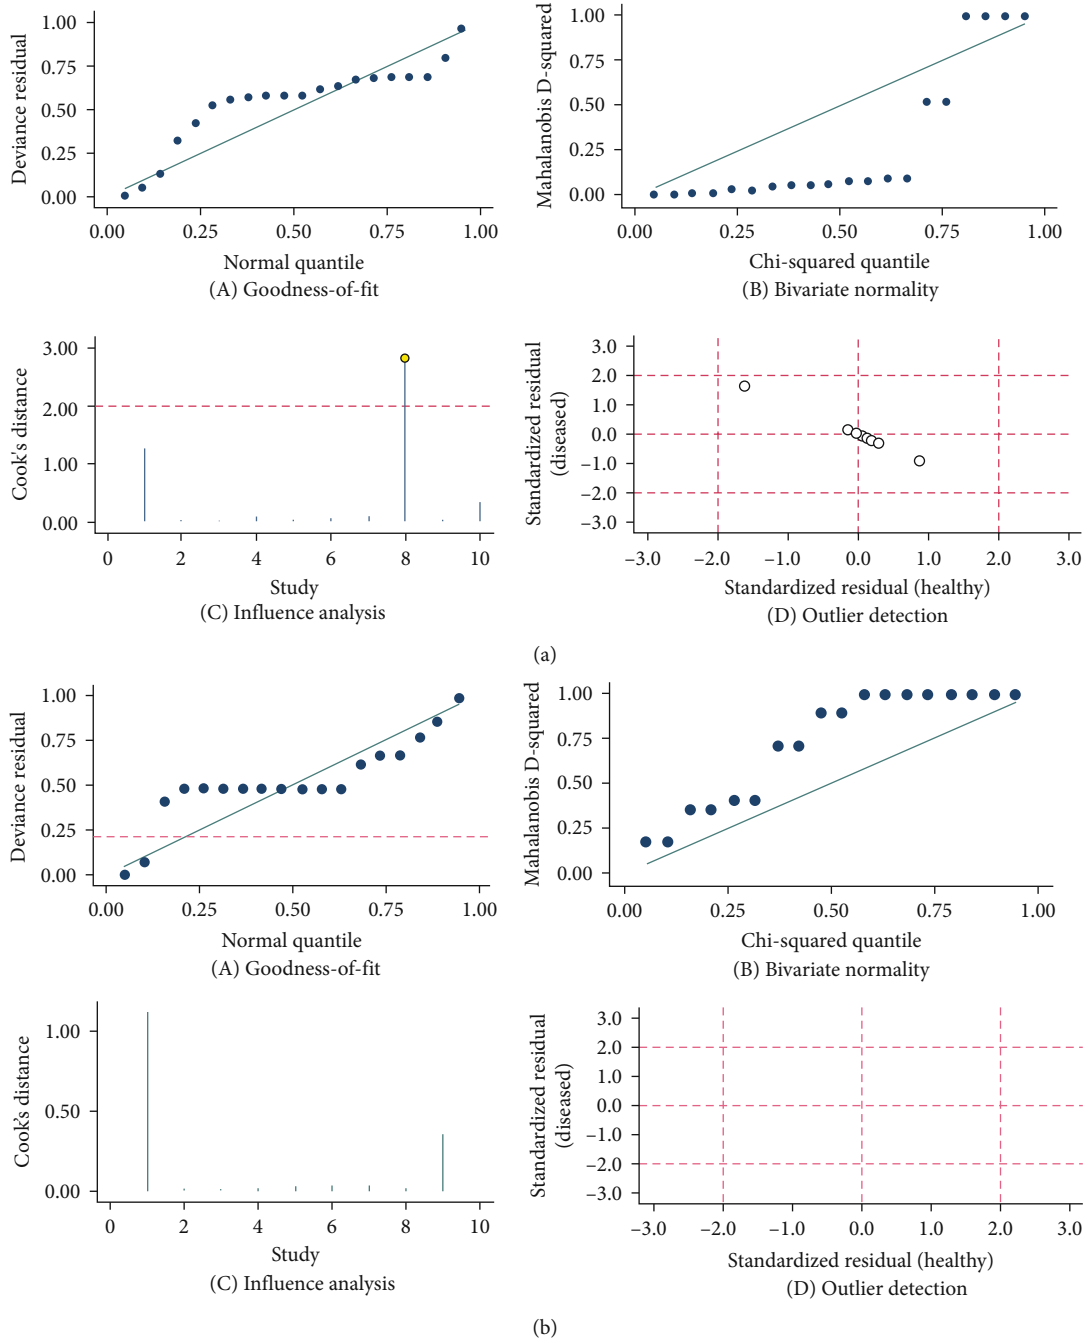 1.00
0.75
0.50
0.25
0.00
Deviance residual
0.00 0.25 0.50 0.75 1.00
Normal quantile
(A) Goodness-of-fit
1.00
0.75
0.50
0.25
0.00
Mahalanobis D-squared
0.00 0.25 0.50 0.75 1.00
Chi-squared quantile
(B) Bivariate normality
3.00
2.00
1.00
0.00
Cook's distance
0 2 4 6 8 10
Study
(C) Influence analysis
3.0
2.0
1.0
0.0
–1.0
–2.0
–3.0
Standardized residual
(diseased)
–3.0 –2.0 –1.0 0.0 1.0 2.0 3.0
Standardized residual (healthy)
(D) Outlier detection
(a)
1.00
0.75
0.50
0.25
0.00
Deviance residual
0.00 0.25 0.50 0.75 1.00
Normal quantile
(A) Goodness-of-fit
1.00
0.75
0.50
0.25
0.00
Mahalanobis D-squared
0.00 0.25 0.50 0.75 1.00
Chi-squared quantile
(B) Bivariate normality
1.00
0.50
0.00
Cook's distance
0 2 4 6 8 10
Study
(C) Influence analysis
3.0
2.0
1.0
0.0
–1.0
–2.0
–3.0
Standardized residual
(diseased)
–3.0 –2.0 –1.0 0.0 1.0 2.0 3.0
Standardized residual (healthy)
(D) Outlier detection
(b)